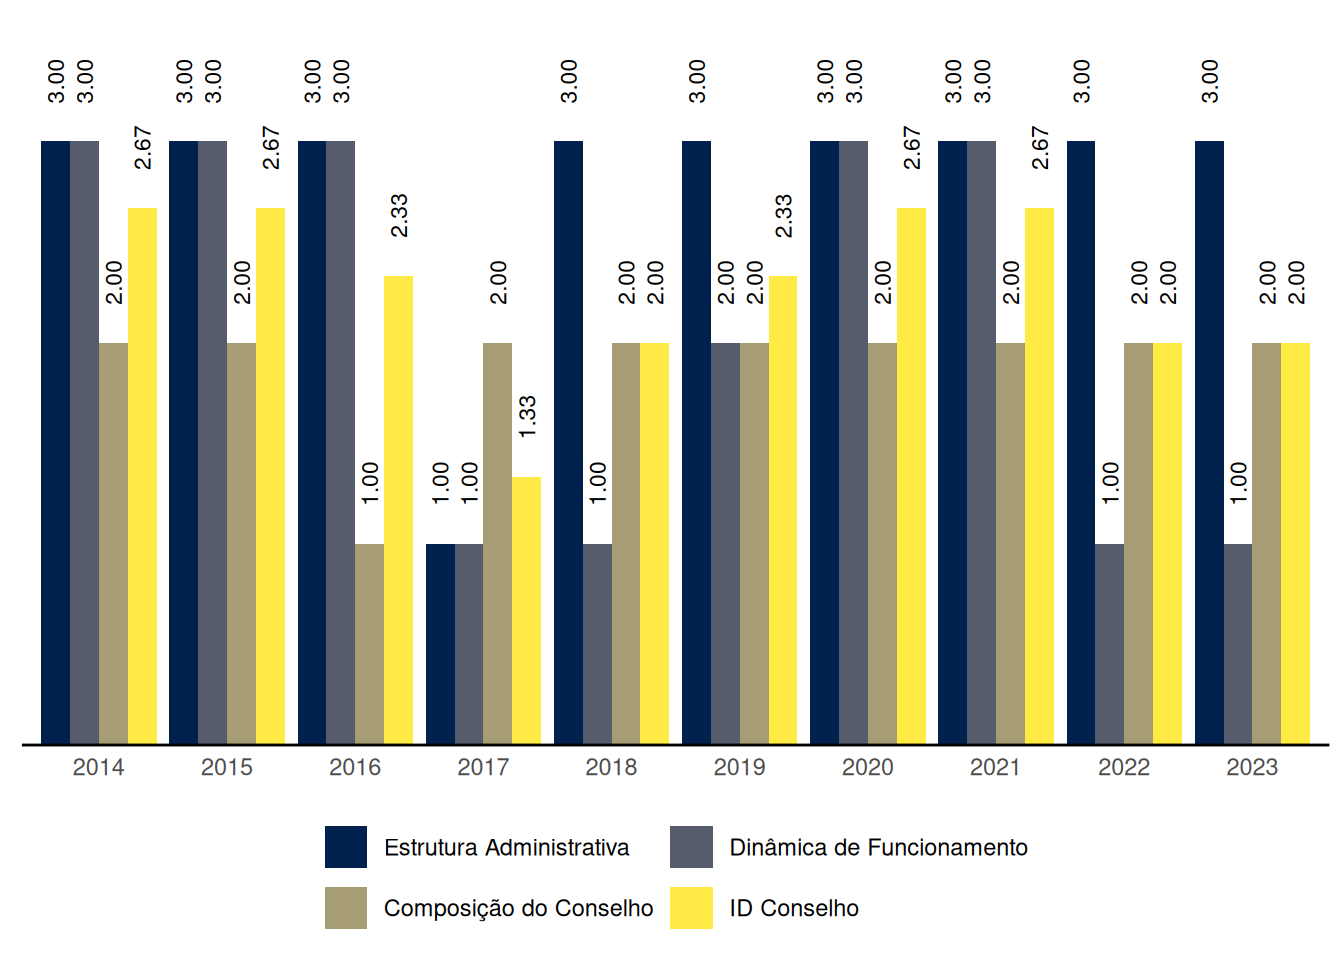 3.00 3.00 2.00 2.67
3.00 3.00 2.00 2.67
3.00 3.00 1.00 2.33
1.00 1.00 2.00 1.33
3.00 1.00 2.00 2.00
3.00 2.00 2.00 2.33
3.00 3.00 2.00 2.67
3.00 3.00 2.00 2.67
3.00 1.00 2.00 2.00
3.00 1.00 2.00 2.00
2014 2015 2016 2017 2018 2019 2020 2021 2022 2023
Estrutura Administrativa Dinâmica de Funcionamento
Composição do Conselho ID Conselho